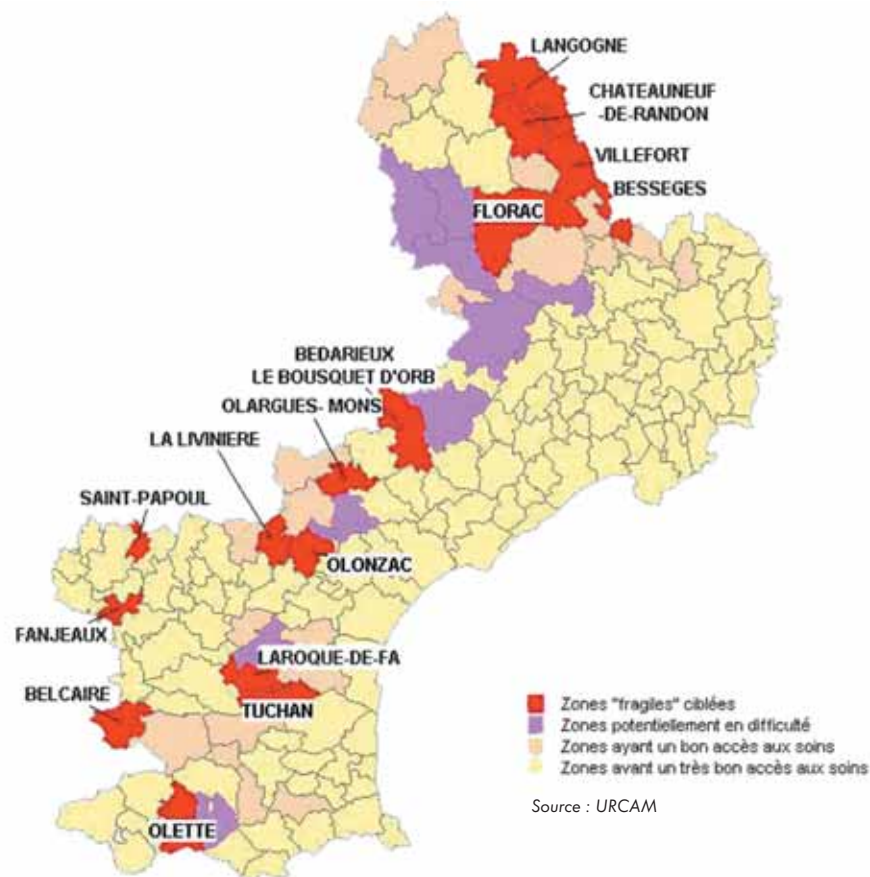 LANGOGNE
CHATEAUNEUF
-DE-RANDON
VILLEFORT
BESSEGES
FLORAC
BEDARIEUX
LE BOUSQUET D'ORB
OLARGUES- MONS
LA LIVINIERE
SAINT-PAPOUL
OLONZAC
FANJEAUX
LAROQUE-DE-FA
BELCAIRE
TUCHAN
OLETTE
Zones "fragiles" ciblées
Zones potentiellement en difficulté
Zones ayant un bon accès aux soins
Zones ayant un très bon accès aux soins
Source : URCAM